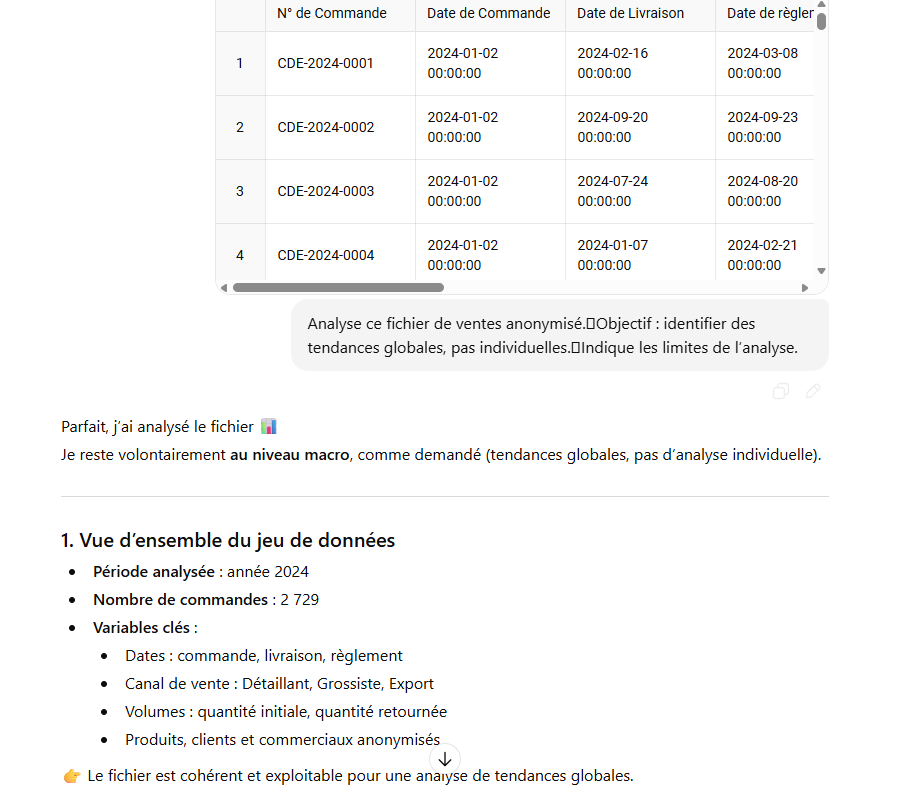 N° de Commande Date de Commande Date de Livraison Date de règler
1 CDE-2024-0001 2024-01-02 00:00:00 2024-02-16 00:00:00 2024-03-08 00:00:00
2 CDE-2024-0002 2024-01-02 00:00:00 2024-09-20 00:00:00 2024-09-23 00:00:00
3 CDE-2024-0003 2024-01-02 00:00:00 2024-07-24 00:00:00 2024-08-20 00:00:00
4 CDE-2024-0004 2024-01-02 00:00:00 2024-01-07 00:00:00 2024-02-21 00:00:00
Analyse ce fichier de ventes anonymisé.▯Objectif : identifier des
tendances globales, pas individuelles.▯Indique les limites de l'analyse.
Parfait, j'ai analysé le fichier 📊
Je reste volontairement au niveau macro, comme demandé (tendances globales, pas d'analyse individuelle).
1. Vue d'ensemble du jeu de données
• Période analysée : année 2024
• Nombre de commandes : 2 729
• Variables clés :
• Dates : commande, livraison, règlement
• Canal de vente : Détaillant, Grossiste, Export
• Volumes : quantité initiale, quantité retournée
• Produits, clients et commerciaux anonymisés
👉 Le fichier est cohérent et exploitable pour une analyse de tendances globales.